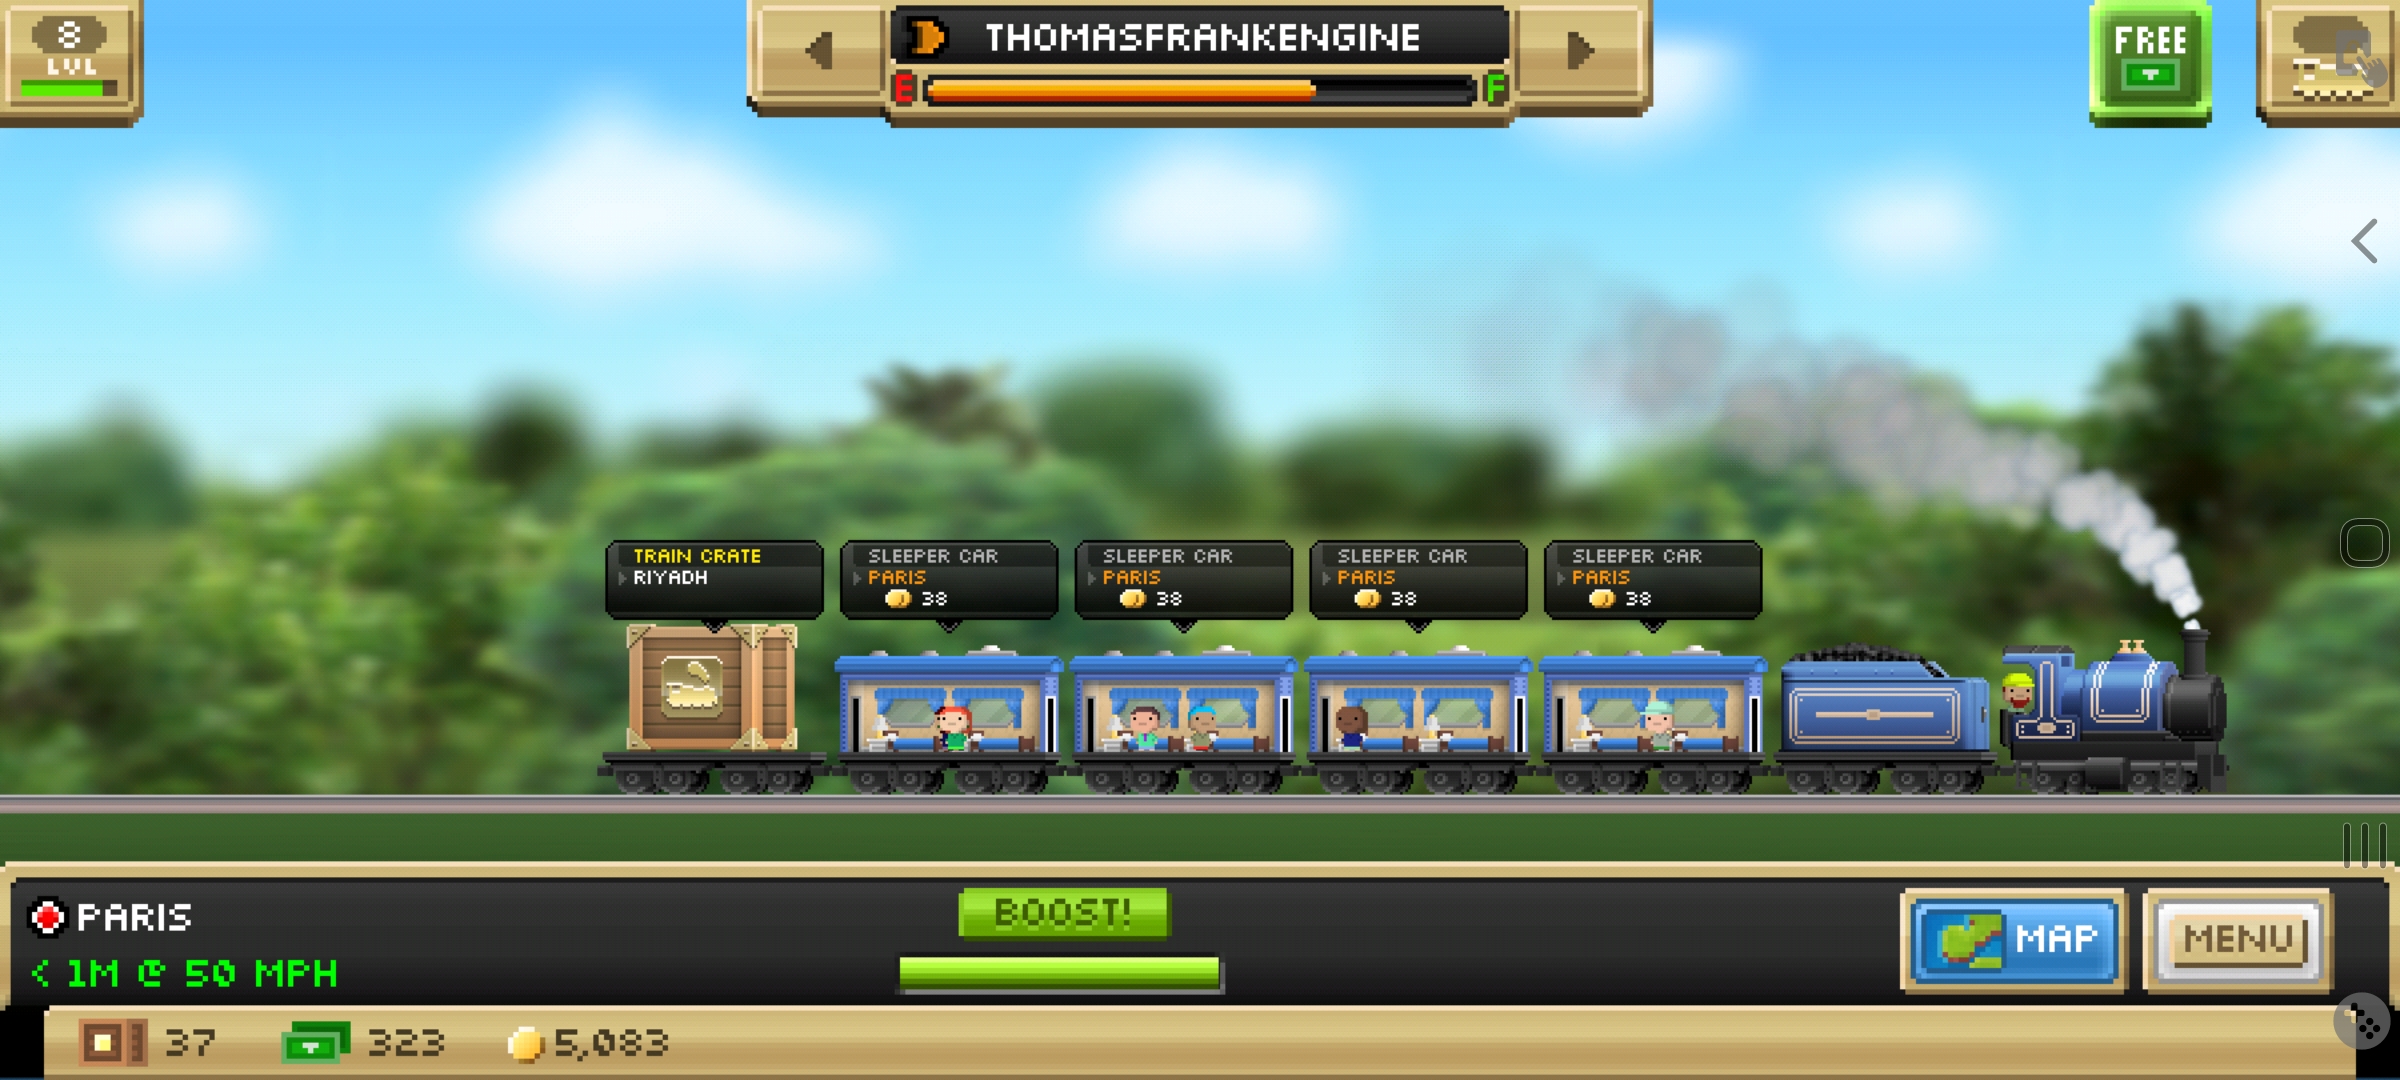 8
LVL
THOMASFRANKENGINE
E F
FREE
TRAIN CRATE
RIYADH
SLEEPER CAR
PARIS
38
SLEEPER CAR
PARIS
38
SLEEPER CAR
PARIS
38
SLEEPER CAR
PARIS
38
PARIS
< 1M @ 50 MPH
BOOST!
MAP
MENU
37
323
5,083